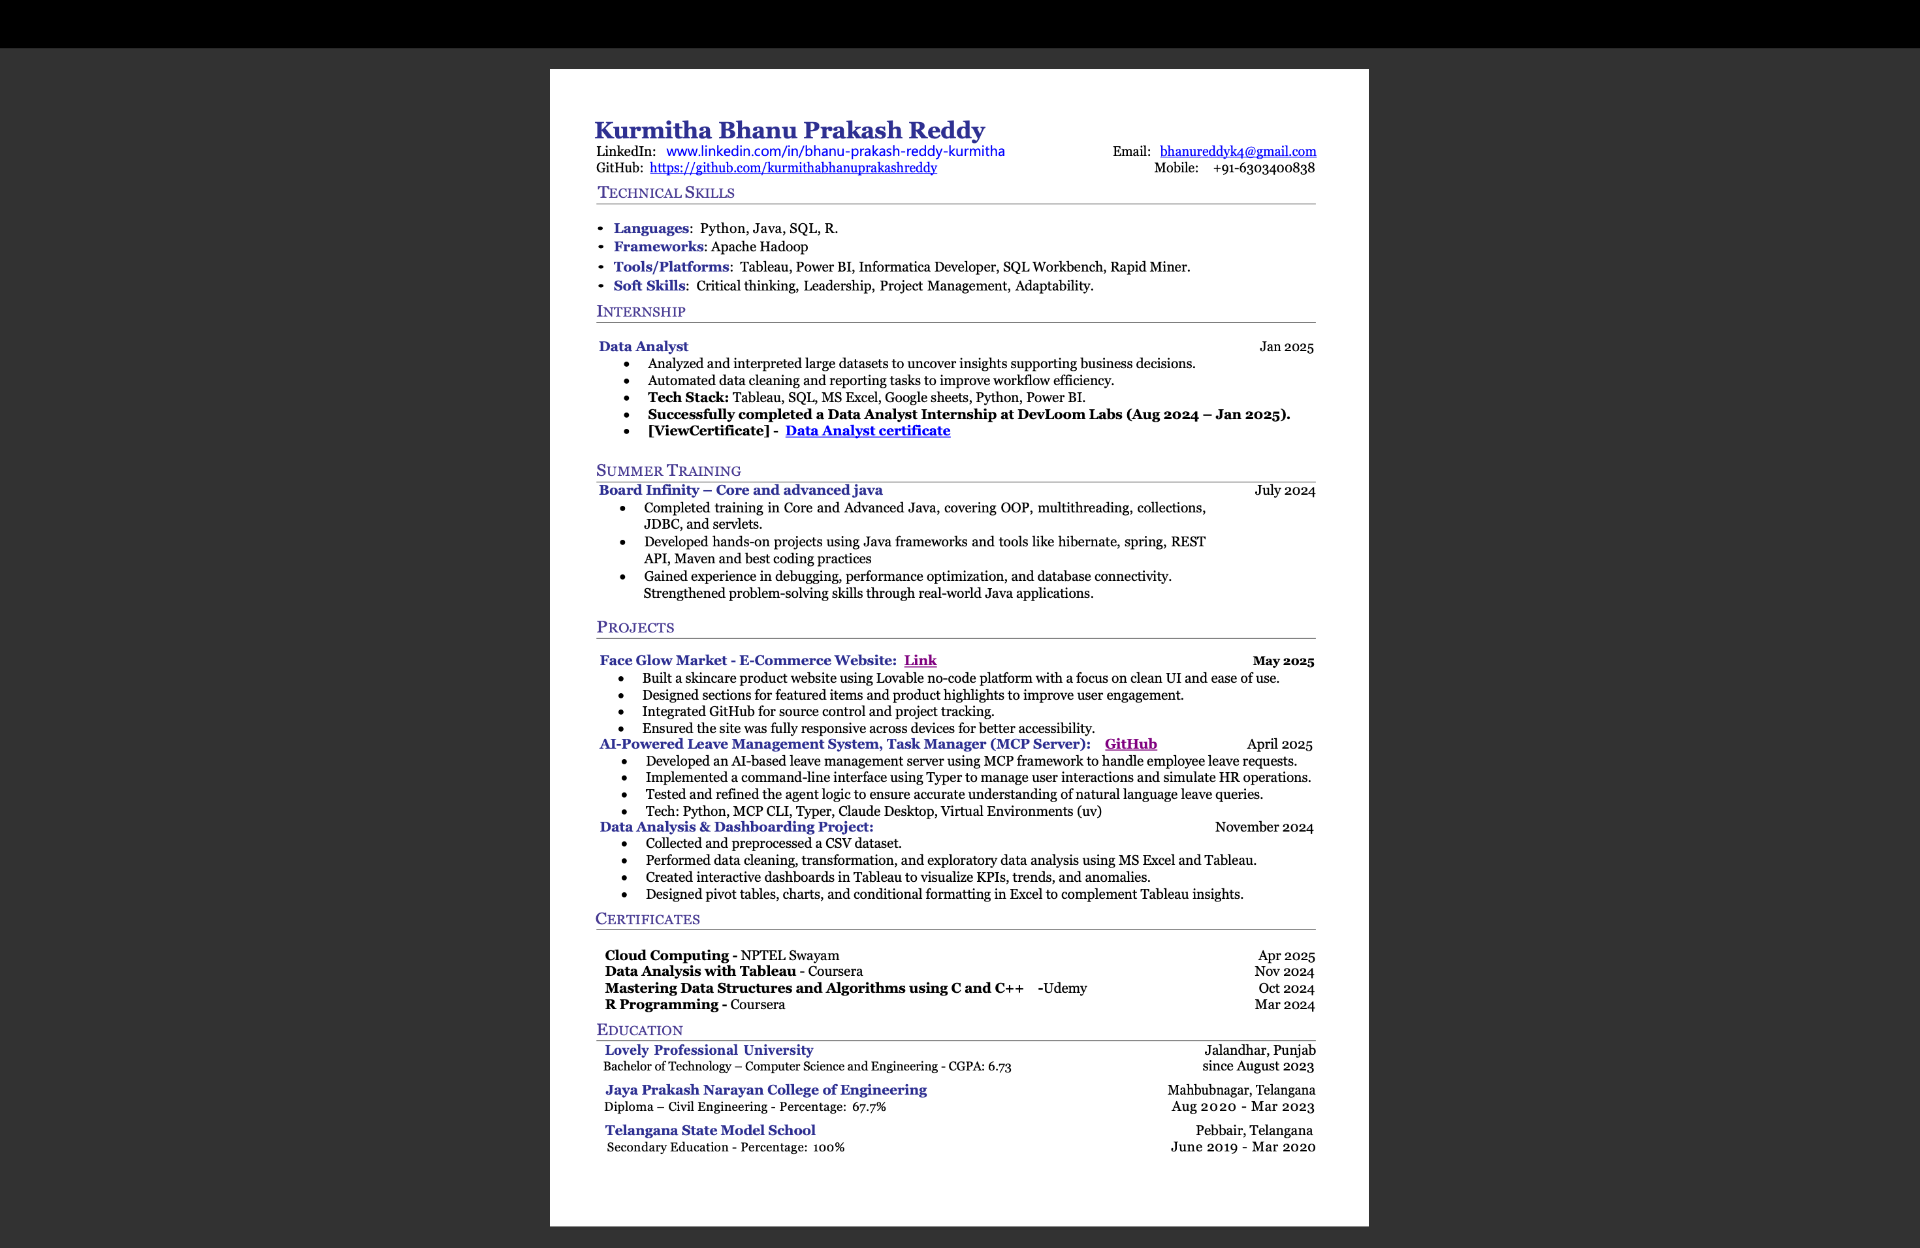 Kurmitha Bhanu Prakash Reddy
LinkedIn: www.linkedin.com/in/bhanu-prakash-reddy-kurmitha Email: bhanureddyk4@gmail.com
GitHub: https://github.com/kurmithabhanuprakashreddy Mobile: +91-6303400838
TECHNICAL SKILLS
• Languages: Python, Java, SQL, R.
• Frameworks: Apache Hadoop
• Tools/Platforms: Tableau, Power BI, Informatica Developer, SQL Workbench, Rapid Miner.
• Soft Skills: Critical thinking, Leadership, Project Management, Adaptability.
INTERNSHIP
Data Analyst Jan 2025
• Analyzed and interpreted large datasets to uncover insights supporting business decisions.
• Automated data cleaning and reporting tasks to improve workflow efficiency.
• Tech Stack: Tableau, SQL, MS Excel, Google sheets, Python, Power BI.
• Successfully completed a Data Analyst Internship at DevLoom Labs (Aug 2024 – Jan 2025).
• [ViewCertificate] - Data Analyst certificate
SUMMER TRAINING
Board Infinity – Core and advanced java July 2024
• Completed training in Core and Advanced Java, covering OOP, multithreading, collections,
JDBC, and servlets.
• Developed hands-on projects using Java frameworks and tools like hibernate, spring, REST
API, Maven and best coding practices
• Gained experience in debugging, performance optimization, and database connectivity.
Strengthened problem-solving skills through real-world Java applications.
PROJECTS
Face Glow Market - E-Commerce Website: Link May 2025
• Built a skincare product website using Lovable no-code platform with a focus on clean UI and ease of use.
• Designed sections for featured items and product highlights to improve user engagement.
• Integrated GitHub for source control and project tracking.
• Ensured the site was fully responsive across devices for better accessibility.
AI-Powered Leave Management System, Task Manager (MCP Server): GitHub April 2025
• Developed an AI-based leave management server using MCP framework to handle employee leave requests.
• Implemented a command-line interface using Typer to manage user interactions and simulate HR operations.
• Tested and refined the agent logic to ensure accurate understanding of natural language leave queries.
• Tech: Python, MCP CLI, Typer, Claude Desktop, Virtual Environments (uv)
Data Analysis & Dashboarding Project: November 2024
• Collected and preprocessed a CSV dataset.
• Performed data cleaning, transformation, and exploratory data analysis using MS Excel and Tableau.
• Created interactive dashboards in Tableau to visualize KPIs, trends, and anomalies.
• Designed pivot tables, charts, and conditional formatting in Excel to complement Tableau insights.
CERTIFICATES
Cloud Computing - NPTEL Swayam Apr 2025
Data Analysis with Tableau - Coursera Nov 2024
Mastering Data Structures and Algorithms using C and C++ -Udemy Oct 2024
R Programming - Coursera Mar 2024
EDUCATION
Lovely Professional University Jalandhar, Punjab
Bachelor of Technology – Computer Science and Engineering - CGPA: 6.73 since August 2023
Jaya Prakash Narayan College of Engineering Mahbubnagar, Telangana
Diploma – Civil Engineering - Percentage: 67.7% Aug 2020 - Mar 2023
Telangana State Model School Pebbair, Telangana
Secondary Education - Percentage: 100% June 2019 - Mar 2020